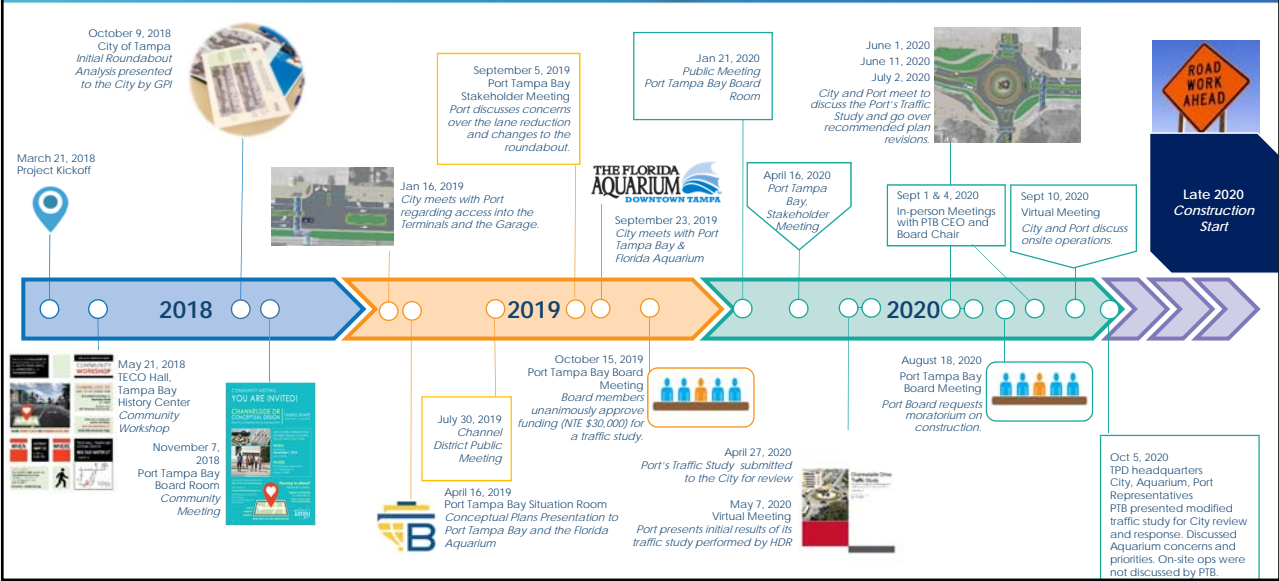 October 9, 2018
City of Tampa
Initial Roundabout
Analysis presented
to the City by GPI
March 21, 2018
Project Kickoff
Jan 16, 2019
City meets with Port
regarding access into the
Terminals and the Garage.
September 5, 2019
Port Tampa Bay
Stakeholder Meeting
Port discusses concerns
over the lane reduction
and changes to the
roundabout.
THE FLORIDA
AQUARIUM
DOWNTOWN TAMPA
September 23, 2019
City meets with Port
Tampa Bay &
Florida Aquarium
Jan 21, 2020
Public Meeting
Port Tampa Bay Board
Room
April 16, 2020
Port Tampa
Bay,
Stakeholder
Meeting
June 1, 2020
June 11, 2020
July 2, 2020
City and Port meet to
discuss the Port's Traffic
Study and go over
recommended plan
revisions.
Sept 1 & 4, 2020
In-person Meetings
with PTB CEO and
Board Chair
Sept 10, 2020
Virtual Meeting
City and Port discuss
onsite operations.
ROAD
WORK
AHEAD
Late 2020
Construction
Start
2018
2019
2020
COMMUNITY
WORKSHOP
WHEN
WHERE
May 21, 2018
TECO Hall,
Tampa Bay
History Center
Community
Workshop
November 7,
2018
Port Tampa Bay
Board Room
Community
Meeting
COMMUNITY MEETING
YOU ARE INVITED!
CHANNELSIDE DR
CONCEPTUAL DESIGN
July 30, 2019
Channel
District Public
Meeting
B
April 16, 2019
Port Tampa Bay Situation Room
Conceptual Plans Presentation to
Port Tampa Bay and the Florida
Aquarium
October 15, 2019
Port Tampa Bay Board
Meeting
Board members
unanimously approve
funding (NTE $30,000) for
a traffic study.
April 27, 2020
Port's Traffic Study submitted
to the City for review
May 7, 2020
Virtual Meeting
Port presents initial results of its
traffic study performed by HDR
Channelside Drive
Traffic Study
August 18, 2020
Port Tampa Bay
Board Meeting
Port Board requests
moratorium on
construction.
Oct 5, 2020
TPD headquarters
City, Aquarium, Port
Representatives
PTB presented modified
traffic study for City review
and response. Discussed
Aquarium concerns and
priorities. On-site ops were
not discussed by PTB.